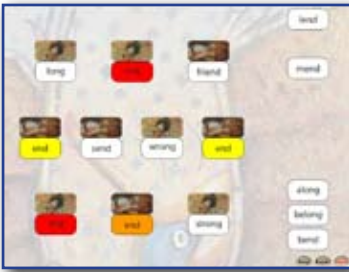 lend
long friend
mend
end send wrong end
along
end strong
belong
bend